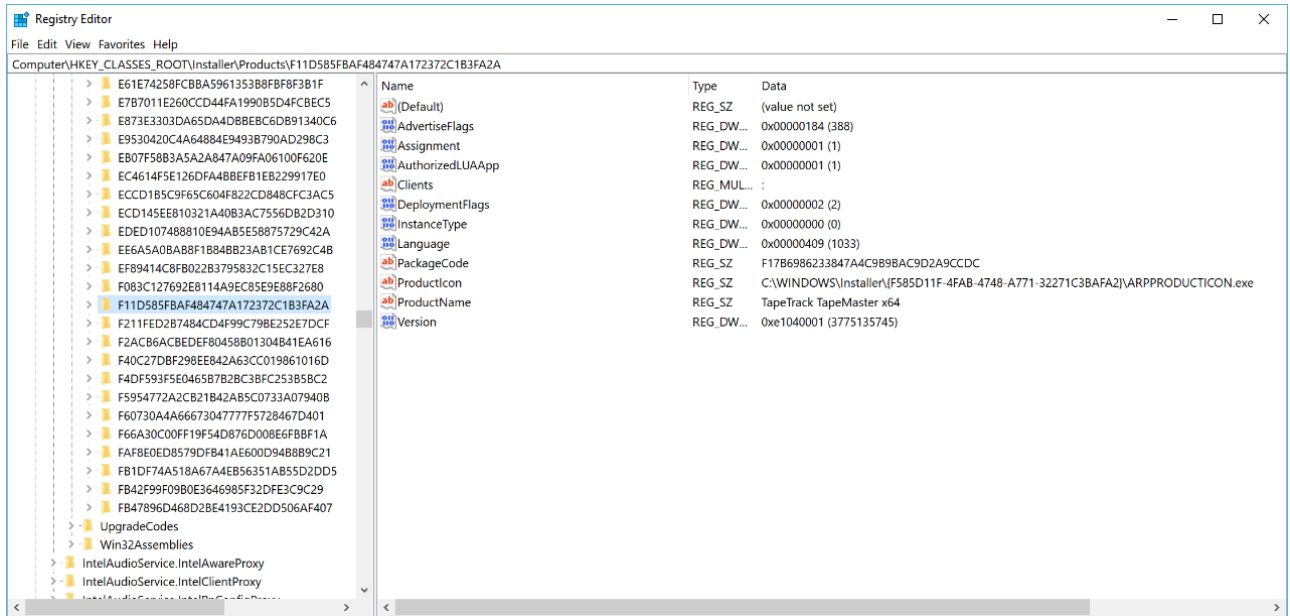 Registry Editor
File Edit View Favorites Help
Computer\HKEY_CLASSES_ROOT\Installer\Products\F11D585FBAF484747A172372C1B3FA2A
E61E74258FCBBA5961353B8FBF8F3B1F
E7B7011E260CCD44FA1990B5D4FCBEC5
E873E3303DA65DA4DBBEBC6DB91340C6
E9530420C4A64884E9493B790AD298C3
EB07F58B3A5A2A847A09FA06100F620E
EC4614F5E126DFA4BBEFB1EB229917E0
ECCD1B5C9F65C604F822CD848CFC3AC5
ECD145EE810321A40B3AC7556DB2D310
EDED107488810E94AB5E58875729C42A
EE6A5A0BAB8F1B84BB23AB1CE7692C4B
EF89414C8FB022B3795832C15EC327E8
F083C127692E8114A9EC85E9E88F2680
F11D585FBAF484747A172372C1B3FA2A
F211FED2B7484CD4F99C79BE252E7DCF
F2ACB6ACBEDEF80458B01304B41EA616
F40C27DBF298EE842A63CC019861016D
F4DF593F5E0465B7B2BC3BFC253B5BC2
F5954772A2CB21B42AB5C0733A07940B
F60730A4A66673047777F5728467D401
F66A30C00FF19F54D876D008E6FBBF1A
FAF8E0ED8579DFB41AE600D94B8B9C21
FB1DF74A518A67A4EB56351AB55D2DD5
FB42F99F09B0E3646985F32DFE3C9C29
FB47896D468D2BE4193CE2DD506AF407
UpgradeCodes
Win32Assemblies
IntelAudioService.IntelAwareProxy
IntelAudioService.IntelClientProxy
Name Type Data
(Default) REG_SZ (value not set)
AdvertiseFlags REG_DW... 0x00000184 (388)
Assignment REG_DW... 0x00000001 (1)
AuthorizedLUAApp REG_DW... 0x00000001 (1)
Clients REG_MUL... :
DeploymentFlags REG_DW... 0x00000002 (2)
InstanceType REG_DW... 0x00000000 (0)
Language REG_DW... 0x00000409 (1033)
PackageCode REG_SZ F17B6986233847A4C9B9BAC9D2A9CCDC
ProductIcon REG_SZ C:\WINDOWS\Installer\{F585D11F-4FAB-4748-A771-32271C3BAFA2}\ARPPRODUCTICON.exe
ProductName REG_SZ TapeTrack TapeMaster x64
Version REG_DW... 0xe1040001 (3775135745)